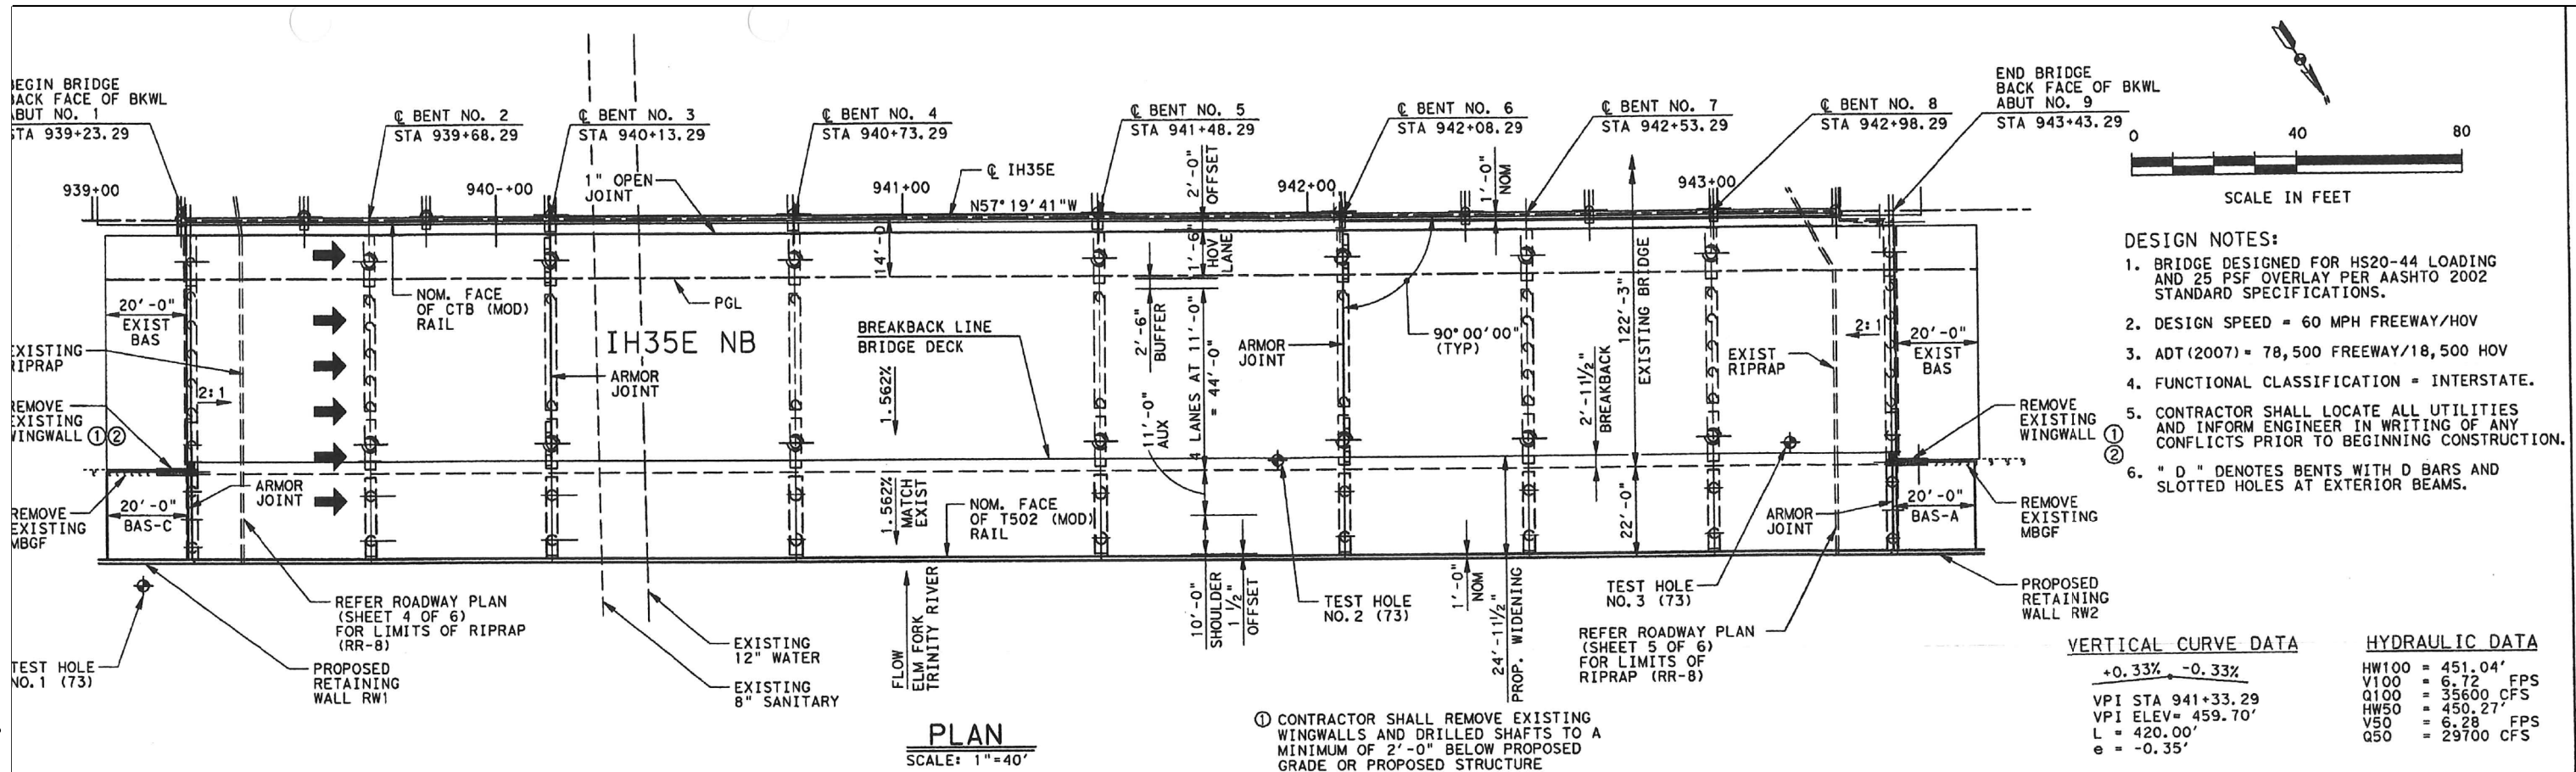 BEGIN BRIDGE
BACK FACE OF BKWL
ABUT NO. 1
STA 939+23.29
℄ BENT NO. 2
STA 939+68.29
℄ BENT NO. 3
STA 940+13.29
℄ BENT NO. 4
STA 940+73.29
℄ BENT NO. 5
STA 941+48.29
℄ BENT NO. 6
STA 942+08.29
℄ BENT NO. 7
STA 942+53.29
℄ BENT NO. 8
STA 942+98.29
END BRIDGE
BACK FACE OF BKWL
ABUT NO. 9
STA 943+43.29
0 40 80
SCALE IN FEET
939+00
940-+00
1" OPEN
JOINT
941+00
℄ IH35E
N57°19'41"W
2'-0"
OFFSET
942+00
1'-0"
NOM
943+00
14'-0
1'-6"
HOV
LANE
NOM. FACE
OF CTB (MOD)
RAIL
PGL
IH35E NB
20'-0"
EXIST
BAS
EXISTING
RIPRAP
2:1
REMOVE
EXISTING
WINGWALL ① ②
ARMOR
JOINT
BREAKBACK LINE
BRIDGE DECK
1.562%
2'-6"
BUFFER
11'-0"
AUX
4 LANES AT 11'-0"
= 44'-0"
ARMOR
JOINT
90°00'00"
(TYP)
2'-11½"
BREAKBACK
122'-3"
EXISTING BRIDGE
EXIST
RIPRAP
2:1
20'-0"
EXIST
BAS
REMOVE
EXISTING
WINGWALL ①
②
DESIGN NOTES:
1. BRIDGE DESIGNED FOR HS20-44 LOADING
AND 25 PSF OVERLAY PER AASHTO 2002
STANDARD SPECIFICATIONS.
2. DESIGN SPEED = 60 MPH FREEWAY/HOV
3. ADT(2007)= 78,500 FREEWAY/18,500 HOV
4. FUNCTIONAL CLASSIFICATION = INTERSTATE.
5. CONTRACTOR SHALL LOCATE ALL UTILITIES
AND INFORM ENGINEER IN WRITING OF ANY
CONFLICTS PRIOR TO BEGINNING CONSTRUCTION.
6. " D " DENOTES BENTS WITH D BARS AND
SLOTTED HOLES AT EXTERIOR BEAMS.
REMOVE
EXISTING
MBGF
20'-0"
BAS-C
ARMOR
JOINT
1.562%
MATCH
EXIST
NOM. FACE
OF T502 (MOD)
RAIL
22'-0"
ARMOR
JOINT
20'-0"
BAS-A
REMOVE
EXISTING
MBGF
TEST HOLE
NO.1 (73)
REFER ROADWAY PLAN
(SHEET 4 OF 6)
FOR LIMITS OF RIPRAP
(RR-8)
PROPOSED
RETAINING
WALL RW1
EXISTING
12" WATER
EXISTING
8" SANITARY
FLOW
ELM FORK
TRINITY RIVER
10'-0"
SHOULDER
1 ½"
OFFSET
TEST HOLE
NO.2 (73)
1'-0"
NOM
24'-11½"
PROP. WIDENING
TEST HOLE
NO.3 (73)
REFER ROADWAY PLAN
(SHEET 5 OF 6)
FOR LIMITS OF
RIPRAP (RR-8)
PROPOSED
RETAINING
WALL RW2
PLAN
SCALE: 1"=40'
① CONTRACTOR SHALL REMOVE EXISTING
WINGWALLS AND DRILLED SHAFTS TO A
MINIMUM OF 2'-0" BELOW PROPOSED
GRADE OR PROPOSED STRUCTURE
VERTICAL CURVE DATA
+0.33% -0.33%
VPI STA 941+33.29
VPI ELEV= 459.70'
L = 420.00'
e = -0.35'
HYDRAULIC DATA
HW100 = 451.04'
V100 = 6.72 FPS
Q100 = 35600 CFS
HW50 = 450.27'
V50 = 6.28 FPS
Q50 = 29700 CFS